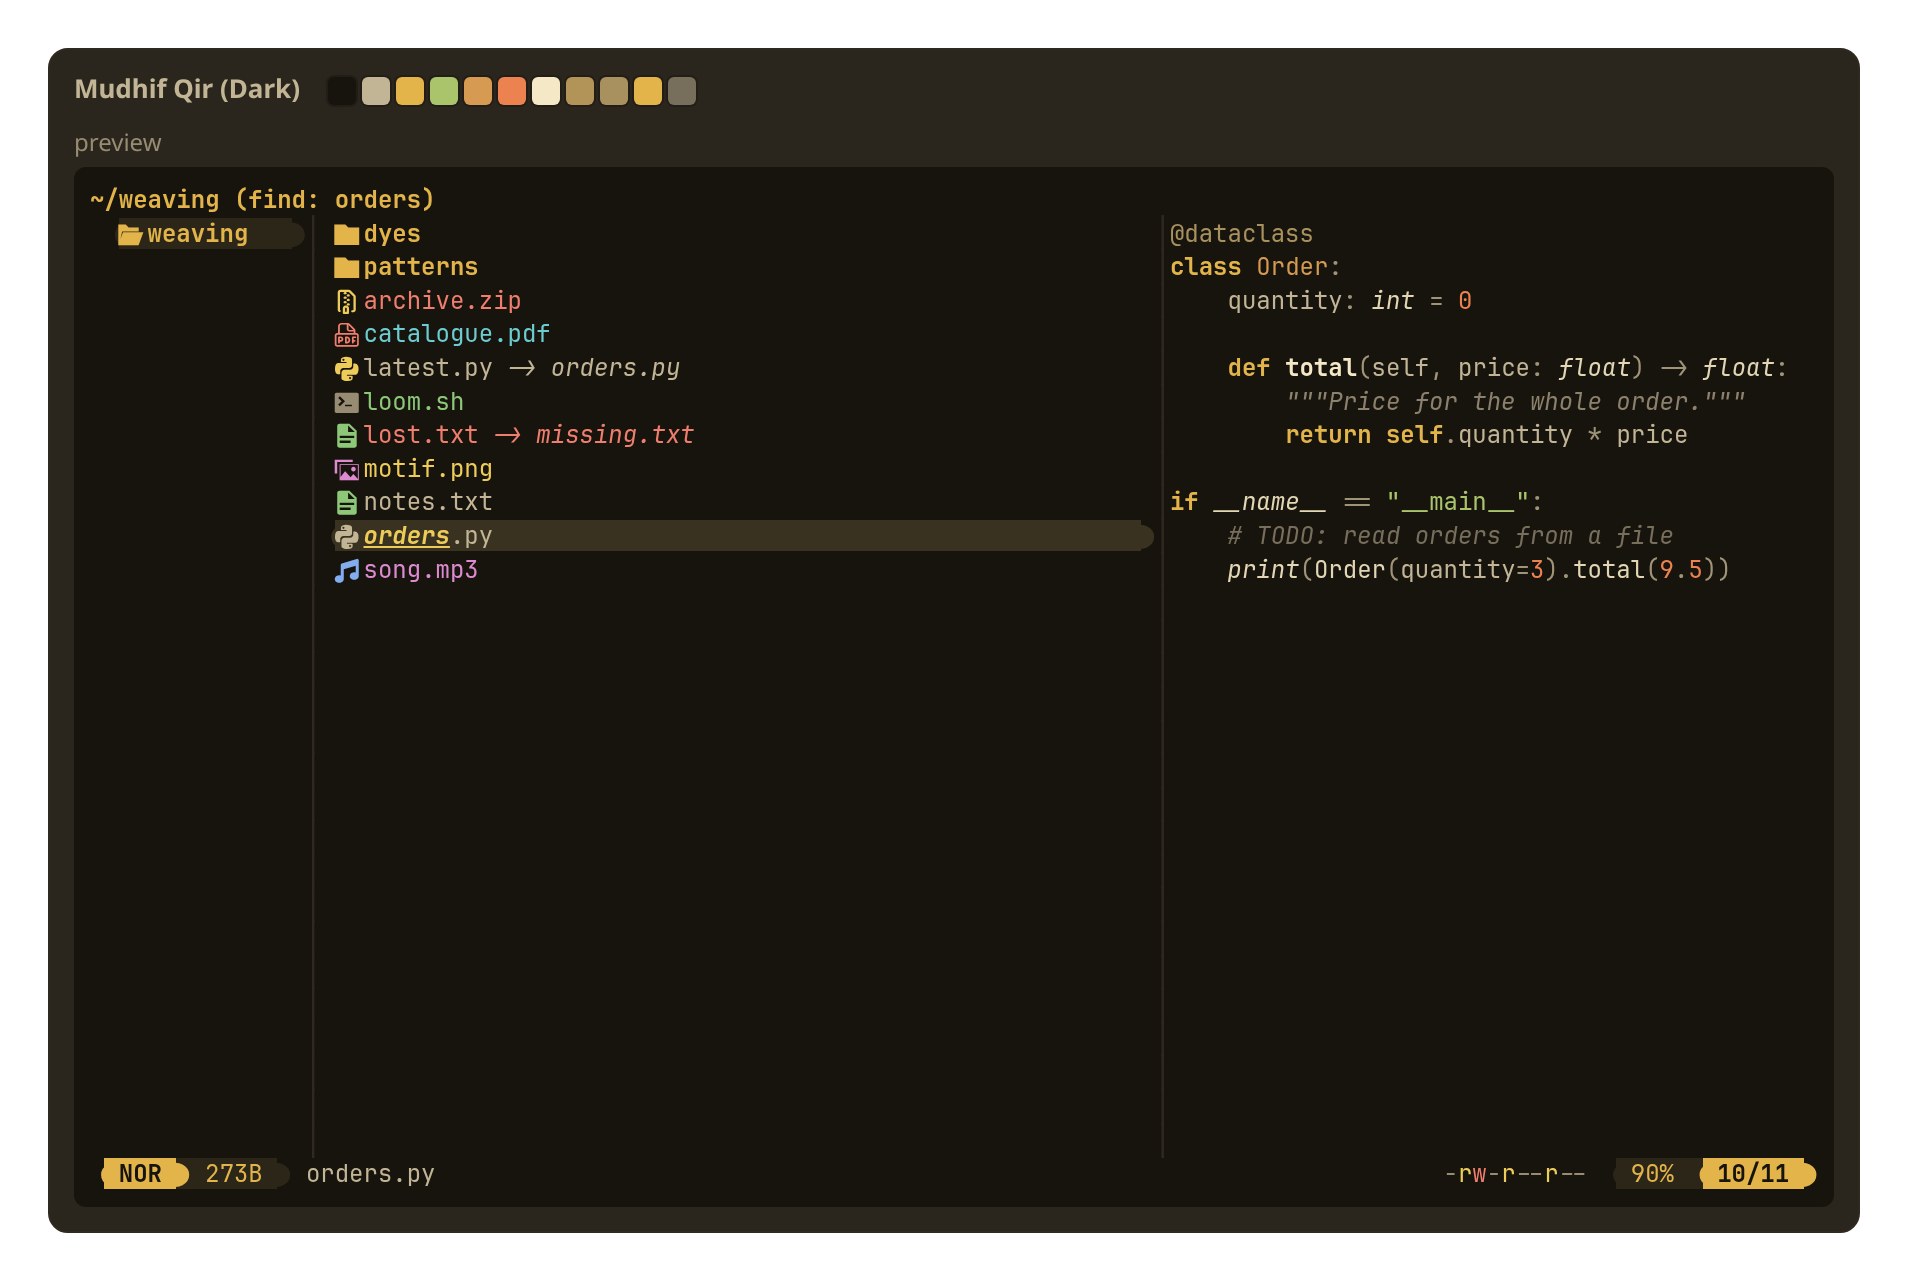 Mudhif Qir (Dark)
preview
~/weaving (find: orders)
weaving
dyes
patterns
archive.zip
catalogue.pdf
latest.py -> orders.py
loom.sh
lost.txt -> missing.txt
motif.png
notes.txt
orders.py
song.mp3
@dataclass
class Order:
    quantity: int = 0
    def total(self, price: float) -> float:
        """Price for the whole order."""
        return self.quantity * price
if __name__ == "__main__":
    # TODO: read orders from a file
    print(Order(quantity=3).total(9.5))
NOR 273B orders.py -rw-r--r-- 90% 10/11